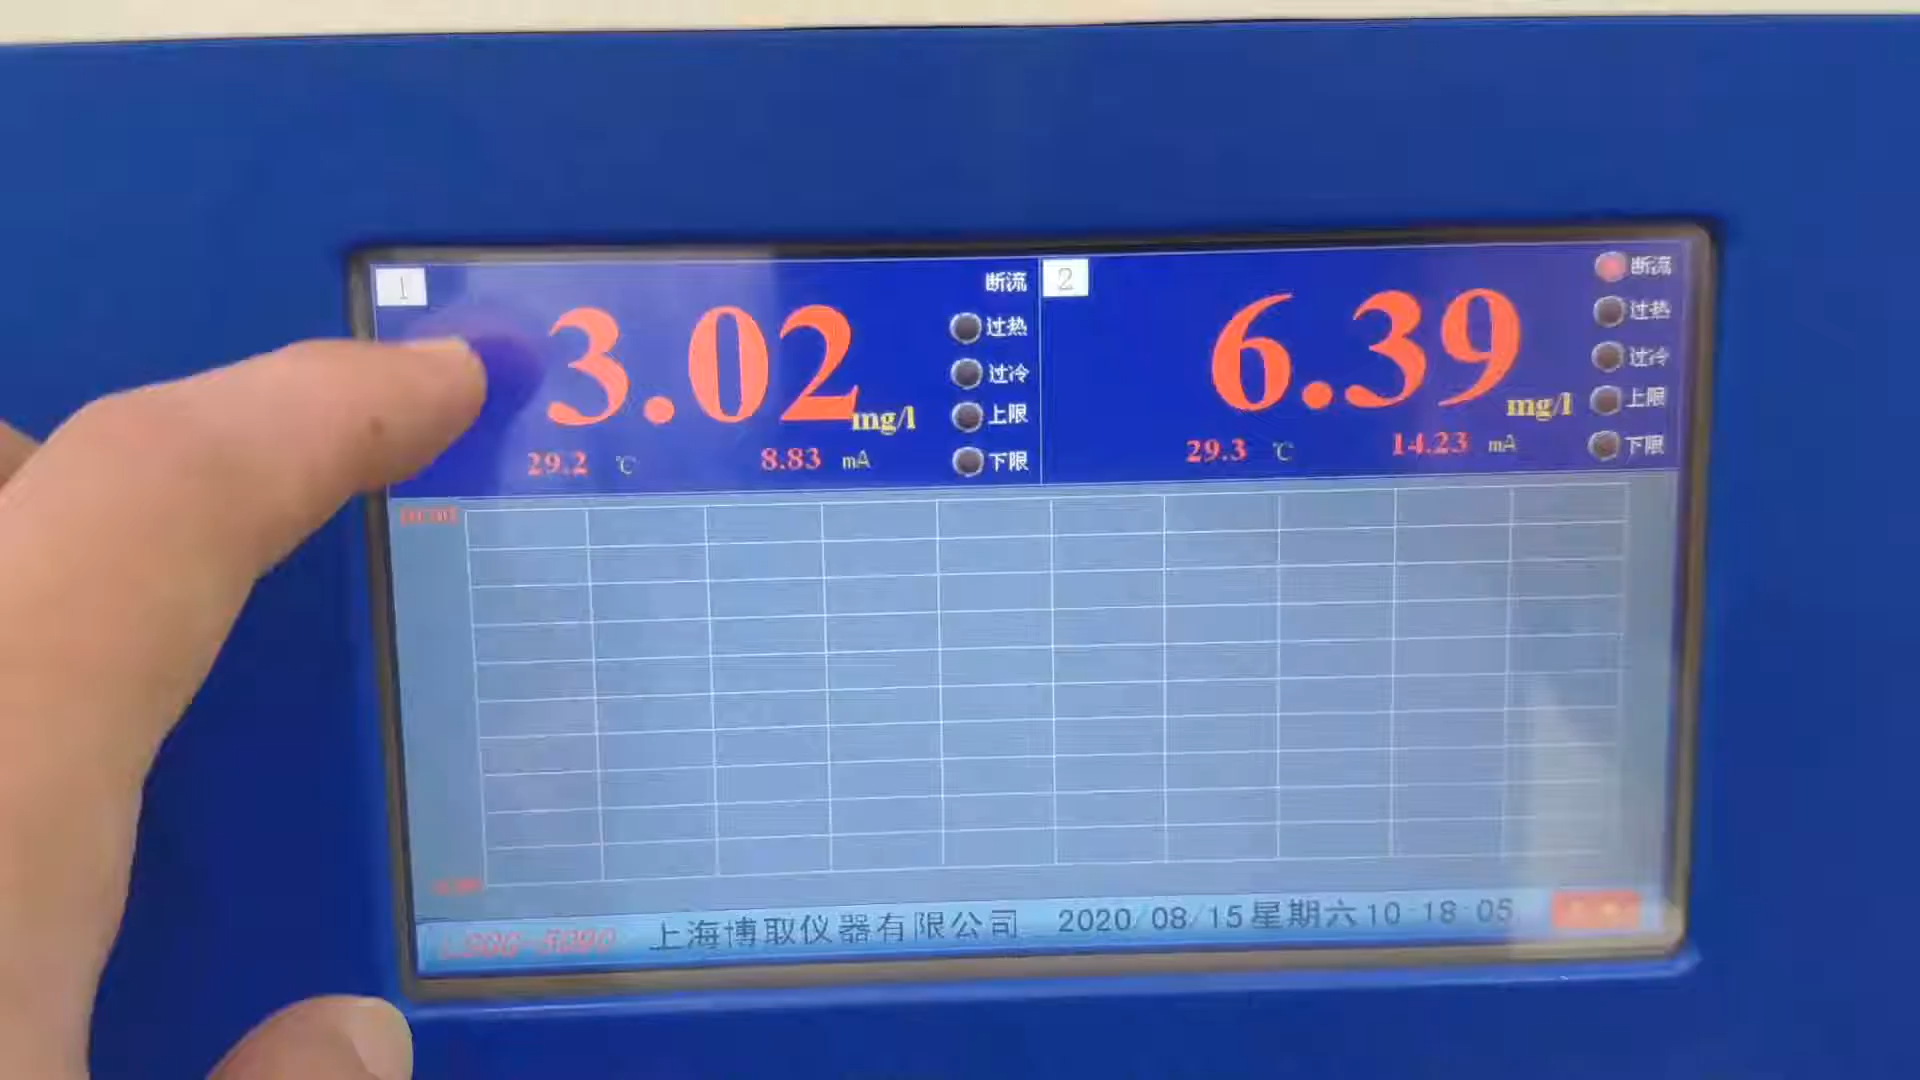 1
3.02
mg/l
29.2 ℃
8.83 mA
断流
过热
过冷
上限
下限
2
6.39
mg/l
29.3 ℃
14.23 mA
断流
过热
过冷
上限
下限
上海博取仪器有限公司 2020/08/15 星期六 10-18-05